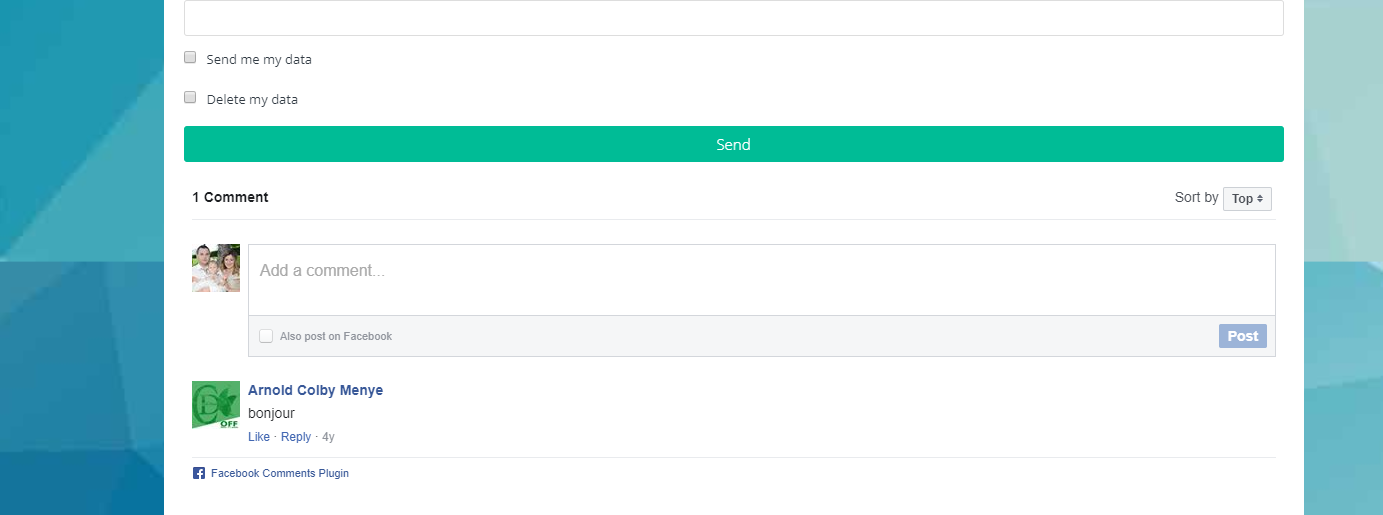 Send me my data
Delete my data
Send
1 Comment
Sort by Top
Add a comment...
Also post on Facebook
Post
Arnold Colby Menye
OFF
bonjour
Like · Reply · 4y
Facebook Comments Plugin